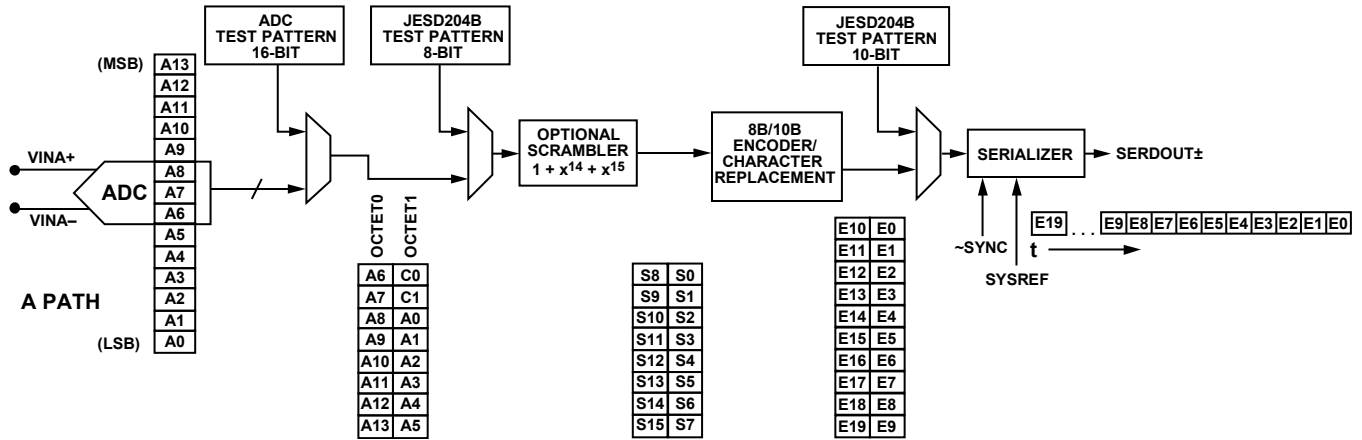 ADC
TEST PATTERN
16-BIT
JESD204B
TEST PATTERN
8-BIT
JESD204B
TEST PATTERN
10-BIT
(MSB)
A13
A12
A11
A10
A9
A8
A7
A6
A5
A4
A3
A2
A1
A0
(LSB)
VINA+
VINA–
ADC
A PATH
OPTIONAL
SCRAMBLER
1 + x14 + x15
8B/10B
ENCODER/
CHARACTER
REPLACEMENT
SERIALIZER
SERDOUT±
~SYNC
SYSREF
E19 . . . E9 E8 E7 E6 E5 E4 E3 E2 E1 E0
t
OCTET0 OCTET1
A6 C0
A7 C1
A8 A0
A9 A1
A10 A2
A11 A3
A12 A4
A13 A5
S8 S0
S9 S1
S10 S2
S11 S3
S12 S4
S13 S5
S14 S6
S15 S7
E10 E0
E11 E1
E12 E2
E13 E3
E14 E4
E15 E5
E16 E6
E17 E7
E18 E8
E19 E9